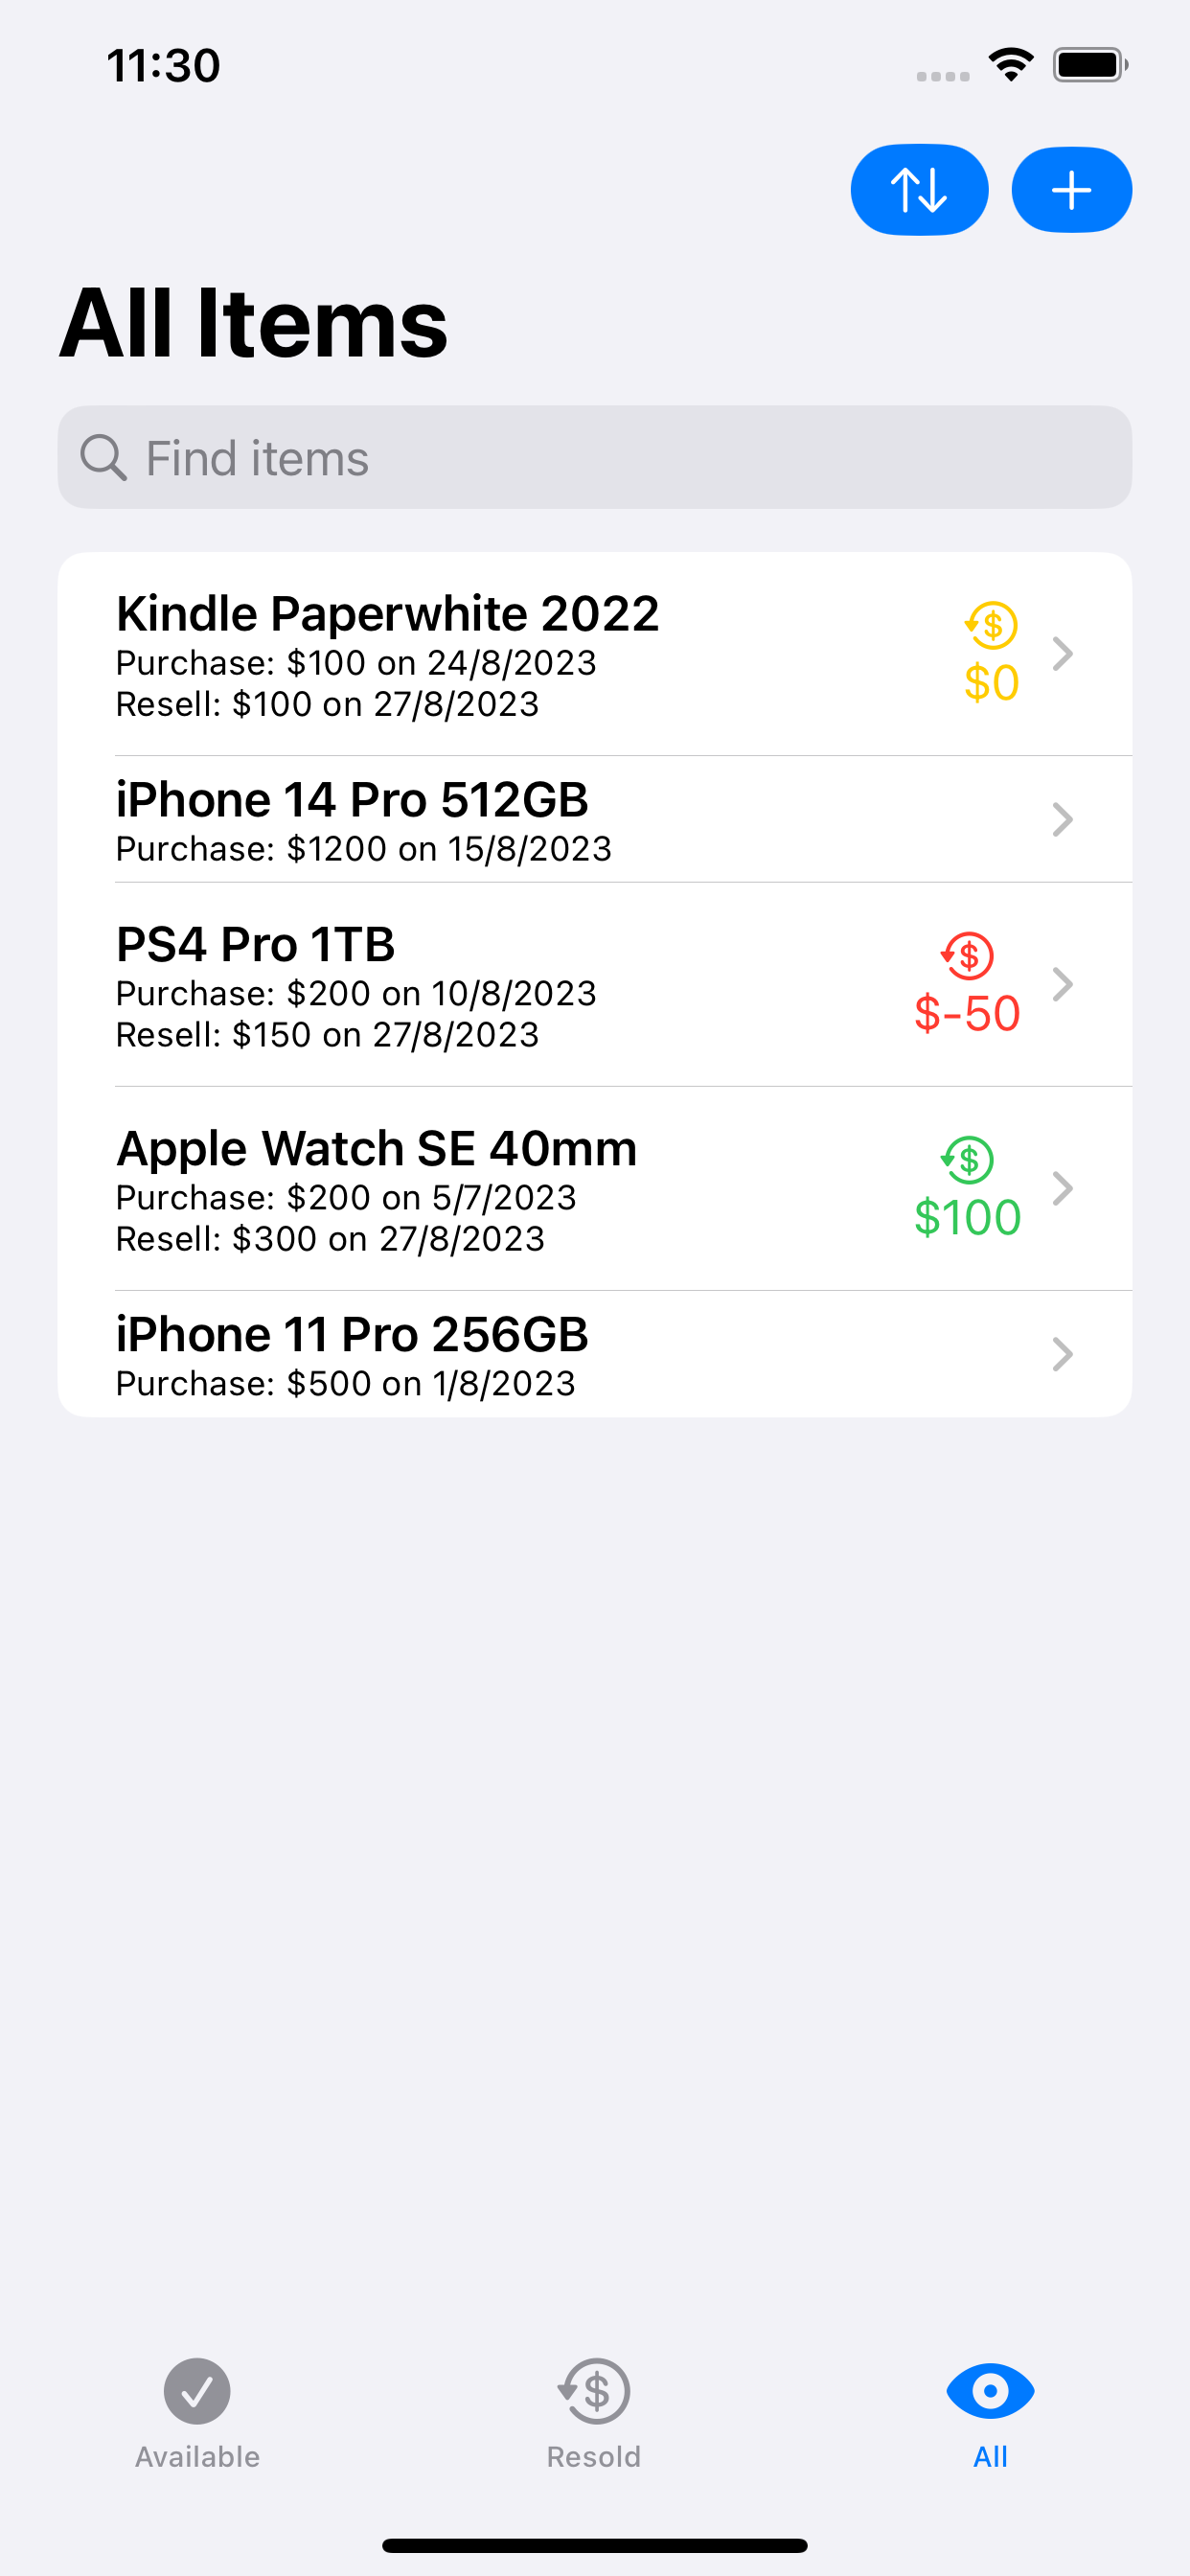 11:30
All Items
Find items
Kindle Paperwhite 2022
Purchase: $100 on 24/8/2023
Resell: $100 on 27/8/2023
$0
iPhone 14 Pro 512GB
Purchase: $1200 on 15/8/2023
PS4 Pro 1TB
Purchase: $200 on 10/8/2023
Resell: $150 on 27/8/2023
$-50
Apple Watch SE 40mm
Purchase: $200 on 5/7/2023
Resell: $300 on 27/8/2023
$100
iPhone 11 Pro 256GB
Purchase: $500 on 1/8/2023
Available
Resold
All